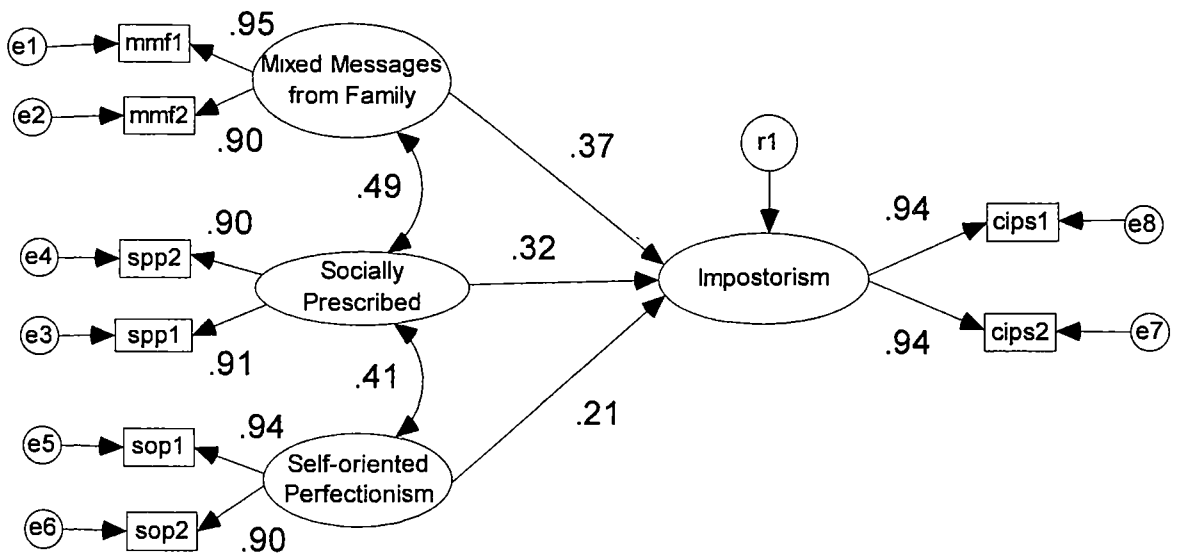 e1
mmf1
.95
Mixed Messages
from Family
e2
mmf2
.90
.37
r1
.49
.90
.94
cips1
e8
e4
spp2
.32
Socially
Prescribed
Impostorism
e3
spp1
.91
.94
cips2
e7
.41
.21
e5
sop1
.94
Self-oriented
Perfectionism
e6
sop2
.90